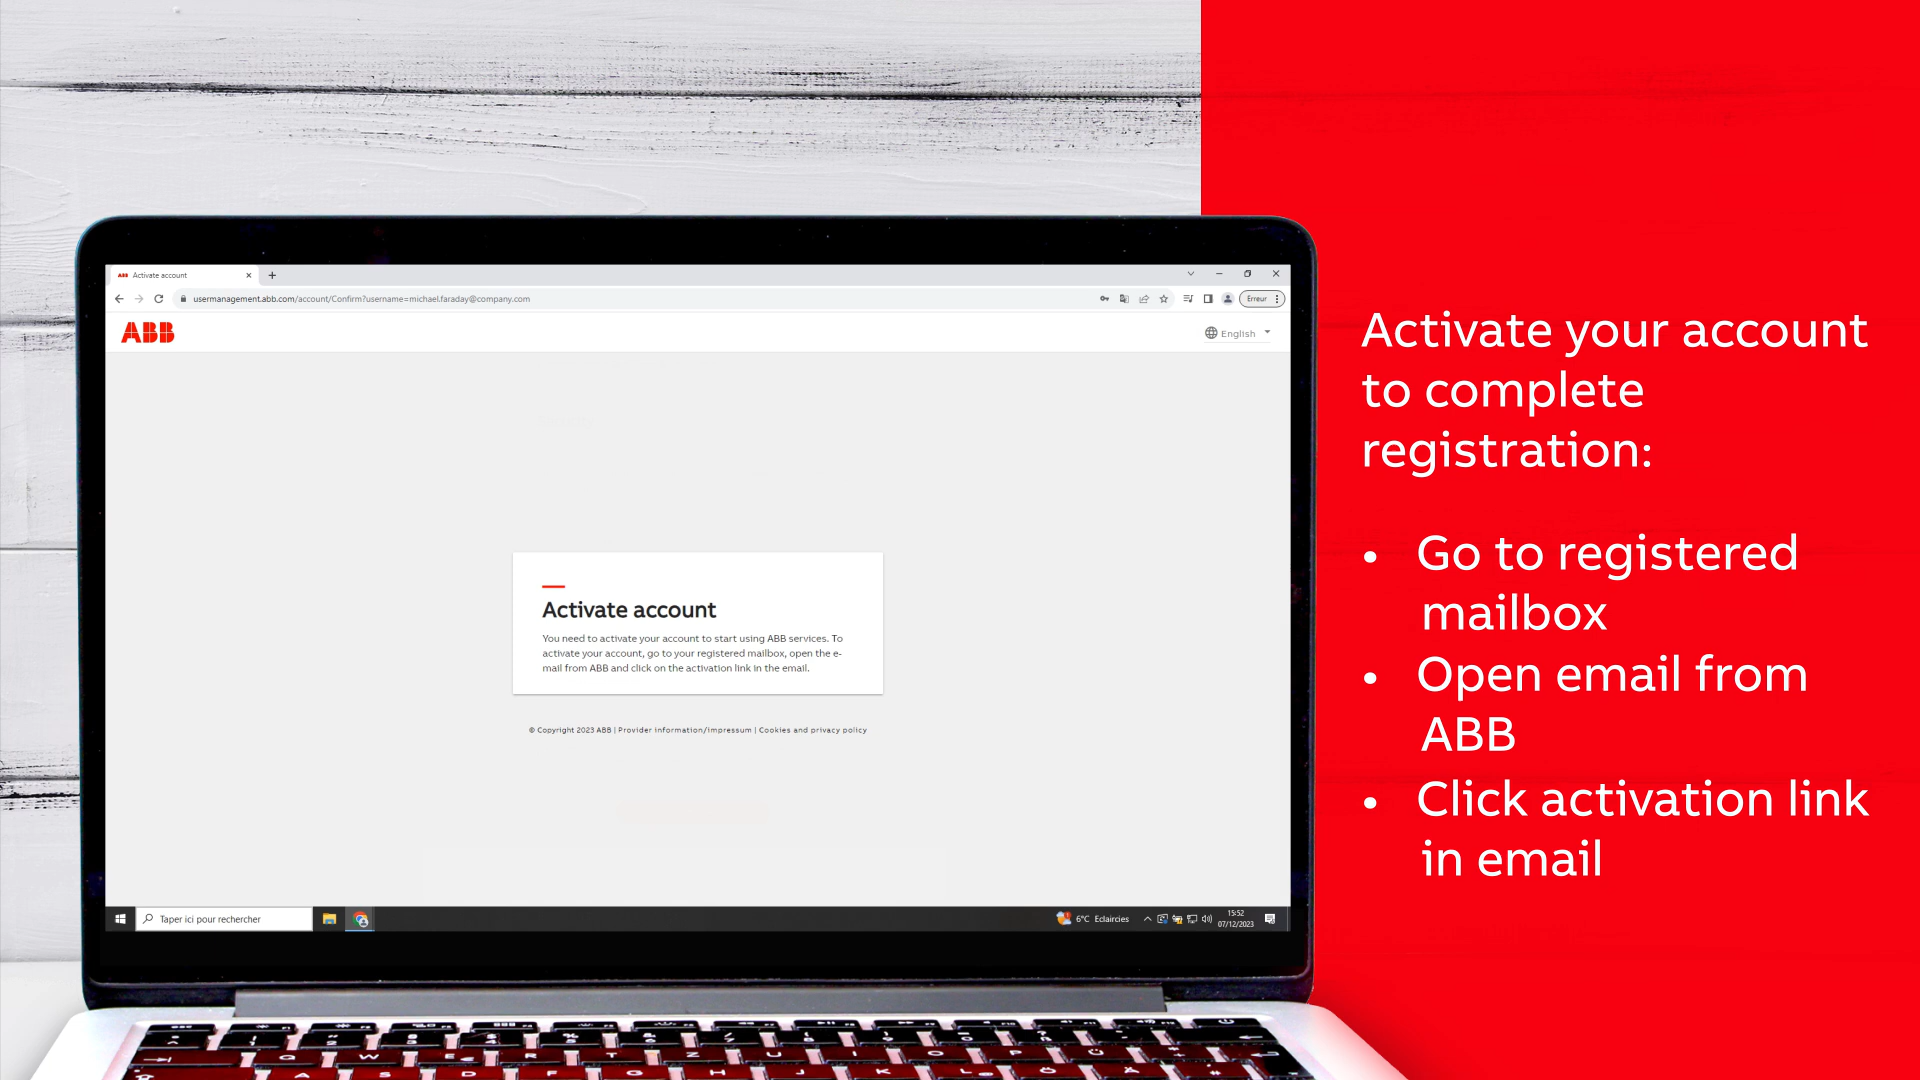 Activate account
usermanagement.abb.com/account/Confirm?username=michael.faraday@company.com
Erreur
ABB
English
Activate account
You need to activate your account to start using ABB services. To
activate your account, go to your registered mailbox, open the e-
mail from ABB and click on the activation link in the email.
© Copyright 2023 ABB | Provider information/impressum | Cookies and privacy policy
Taper ici pour rechercher
6°C Eclaircies
15:52
07/12/2023
Activate your account
to complete
registration:
• Go to registered
mailbox
• Open email from
ABB
• Click activation link
in email